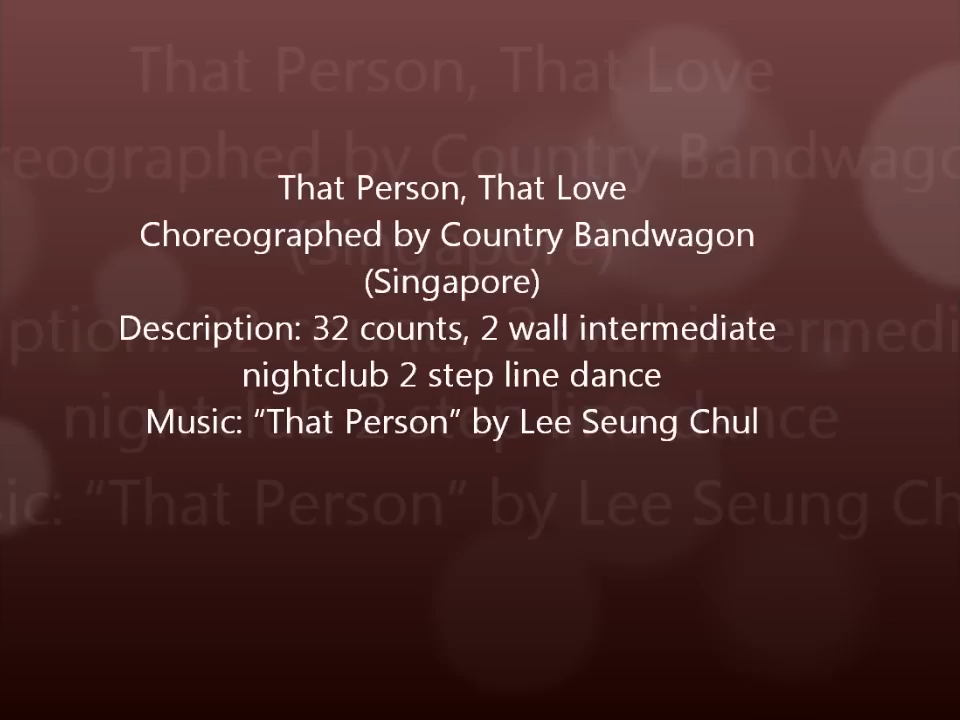 That Person, That Love
Choreographed by Country Bandwagon
(Singapore)
Description: 32 counts, 2 wall intermediate
nightclub 2 step line dance
Music: “That Person” by Lee Seung Chul